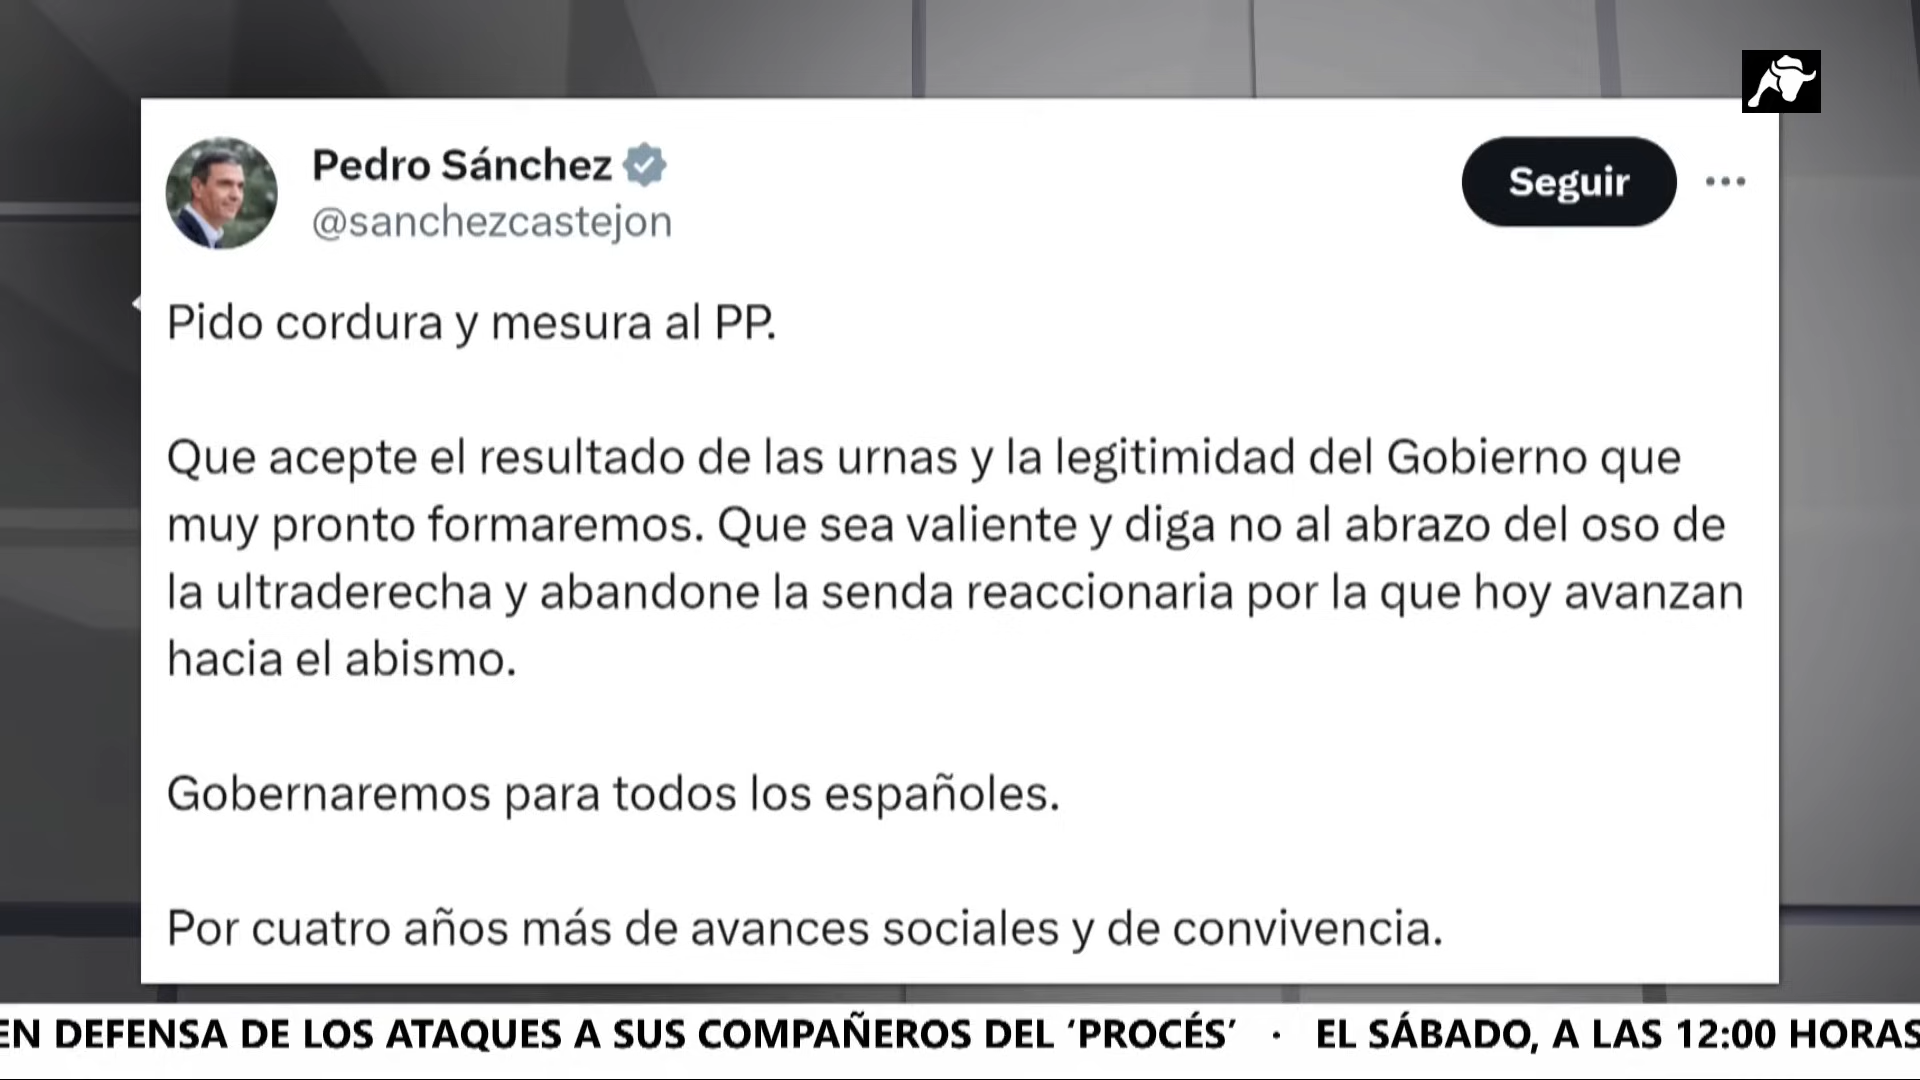 Pedro Sánchez
@sanchezcastejon
Seguir
Pido cordura y mesura al PP.
Que acepte el resultado de las urnas y la legitimidad del Gobierno que
muy pronto formaremos. Que sea valiente y diga no al abrazo del oso de
la ultraderecha y abandone la senda reaccionaria por la que hoy avanzan
hacia el abismo.
Gobernaremos para todos los españoles.
Por cuatro años más de avances sociales y de convivencia.
EN DEFENSA DE LOS ATAQUES A SUS COMPAÑEROS DEL ‘PROCÉS’ · EL SÁBADO, A LAS 12:00 HORAS